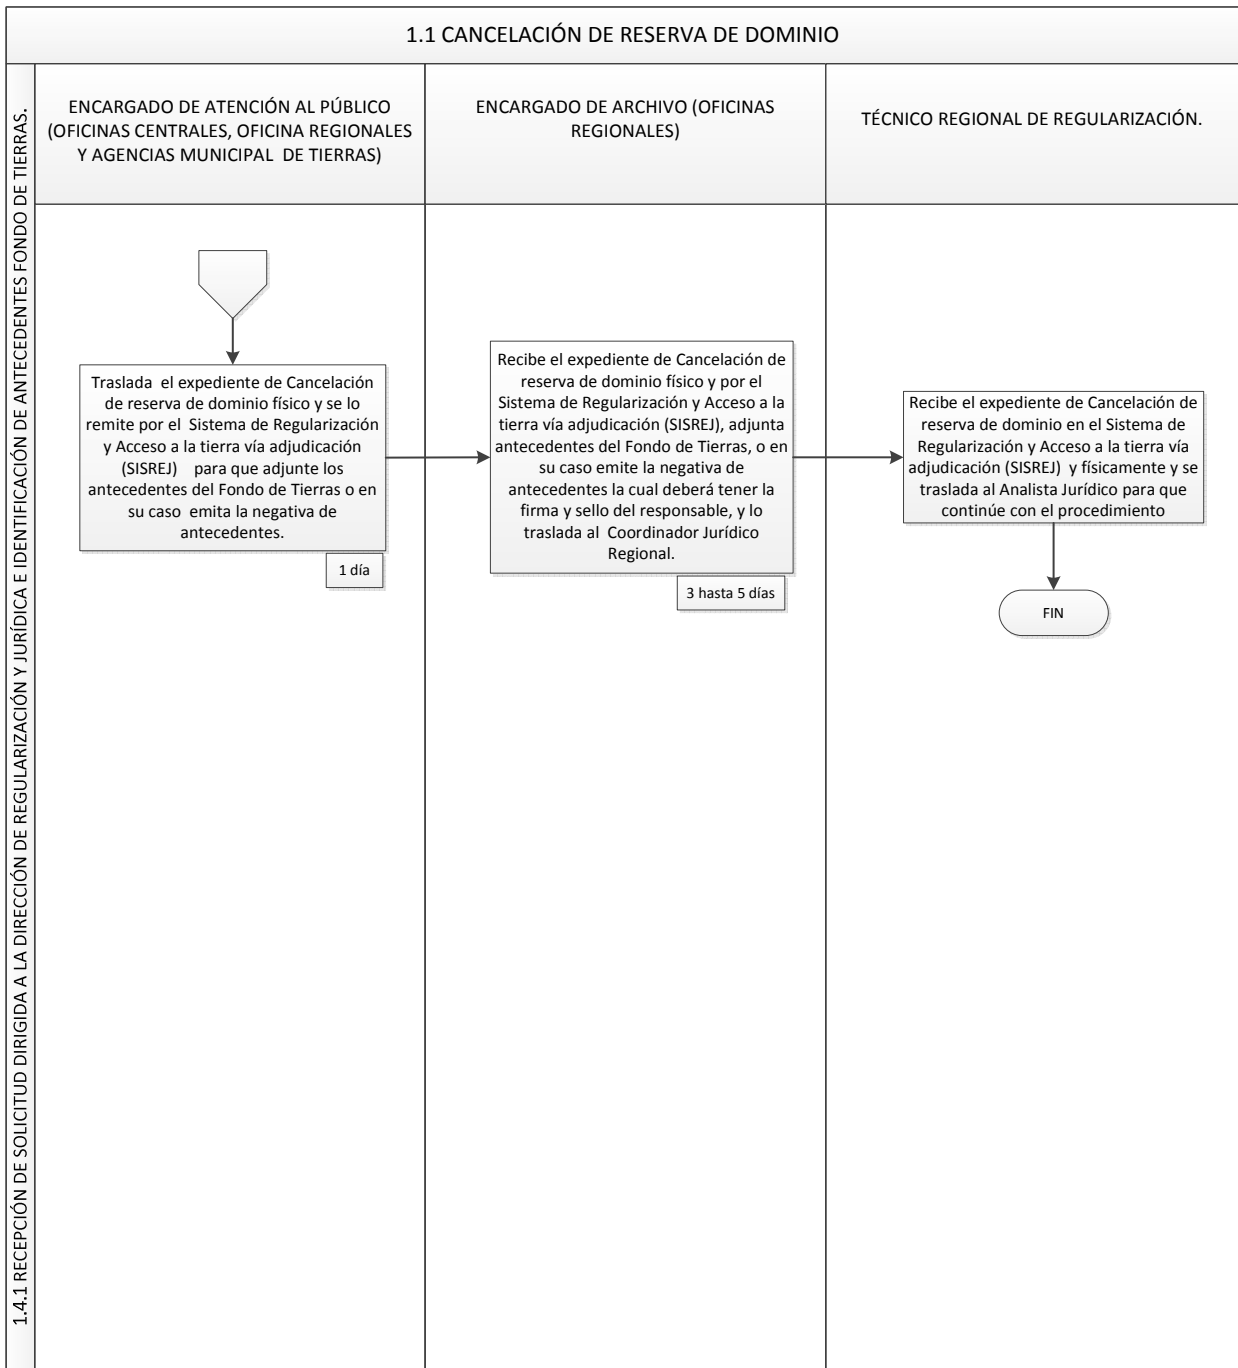 1.1 CANCELACIÓN DE RESERVA DE DOMINIO
1.4.1 RECEPCIÓN DE SOLICITUD DIRIGIDA A LA DIRECCIÓN DE REGULARIZACIÓN Y JURÍDICA E IDENTIFICACIÓN DE ANTECEDENTES FONDO DE TIERRAS.
ENCARGADO DE ATENCIÓN AL PÚBLICO
(OFICINAS CENTRALES, OFICINA REGIONALES
Y AGENCIAS MUNICIPAL DE TIERRAS)
ENCARGADO DE ARCHIVO (OFICINAS
REGIONALES)
TÉCNICO REGIONAL DE REGULARIZACIÓN.
Traslada el expediente de Cancelación
de reserva de dominio físico y se lo
remite por el Sistema de Regularización
y Acceso a la tierra vía adjudicación
(SISREJ) para que adjunte los
antecedentes del Fondo de Tierras o en
su caso emita la negativa de
antecedentes.
1 día
Recibe el expediente de Cancelación de
reserva de dominio físico y por el
Sistema de Regularización y Acceso a la
tierra vía adjudicación (SISREJ), adjunta
antecedentes del Fondo de Tierras, o en
su caso emite la negativa de
antecedentes la cual deberá tener la
firma y sello del responsable, y lo
traslada al Coordinador Jurídico
Regional.
3 hasta 5 días
Recibe el expediente de Cancelación de
reserva de dominio en el Sistema de
Regularización y Acceso a la tierra vía
adjudicación (SISREJ) y físicamente y se
traslada al Analista Jurídico para que
continúe con el procedimiento
FIN